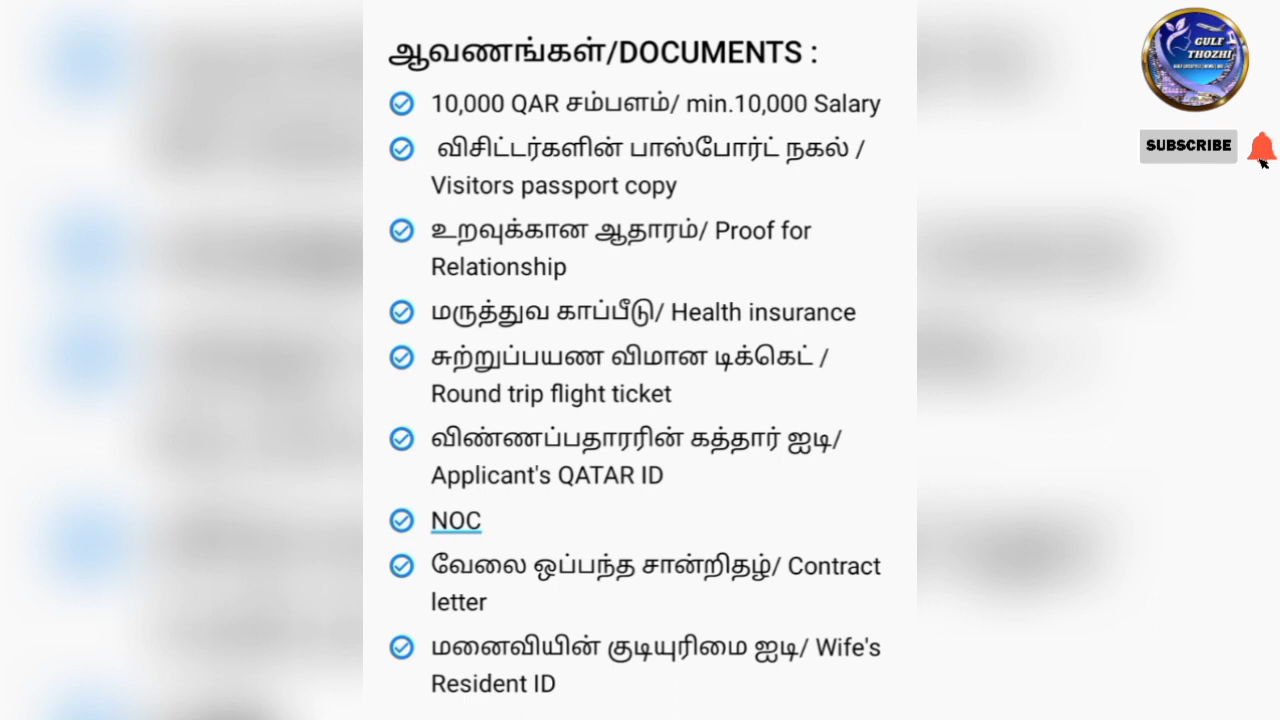 ஆவணங்கள்/DOCUMENTS :
10,000 QAR சம்பளம்/ min.10,000 Salary
விசிட்டர்களின் பாஸ்போர்ட் நகல் /
Visitors passport copy
உறவுக்கான ஆதாரம்/ Proof for
Relationship
மருத்துவ காப்பீடு/ Health insurance
சுற்றுப்பயண விமான டிக்கெட் /
Round trip flight ticket
விண்ணப்பதாரரின் கத்தார் ஐடி/
Applicant's QATAR ID
NOC
வேலை ஒப்பந்த சான்றிதழ்/ Contract
letter
மனைவியின் குடியுரிமை ஐடி/ Wife's
Resident ID
GULF
THOZHI
SUBSCRIBE